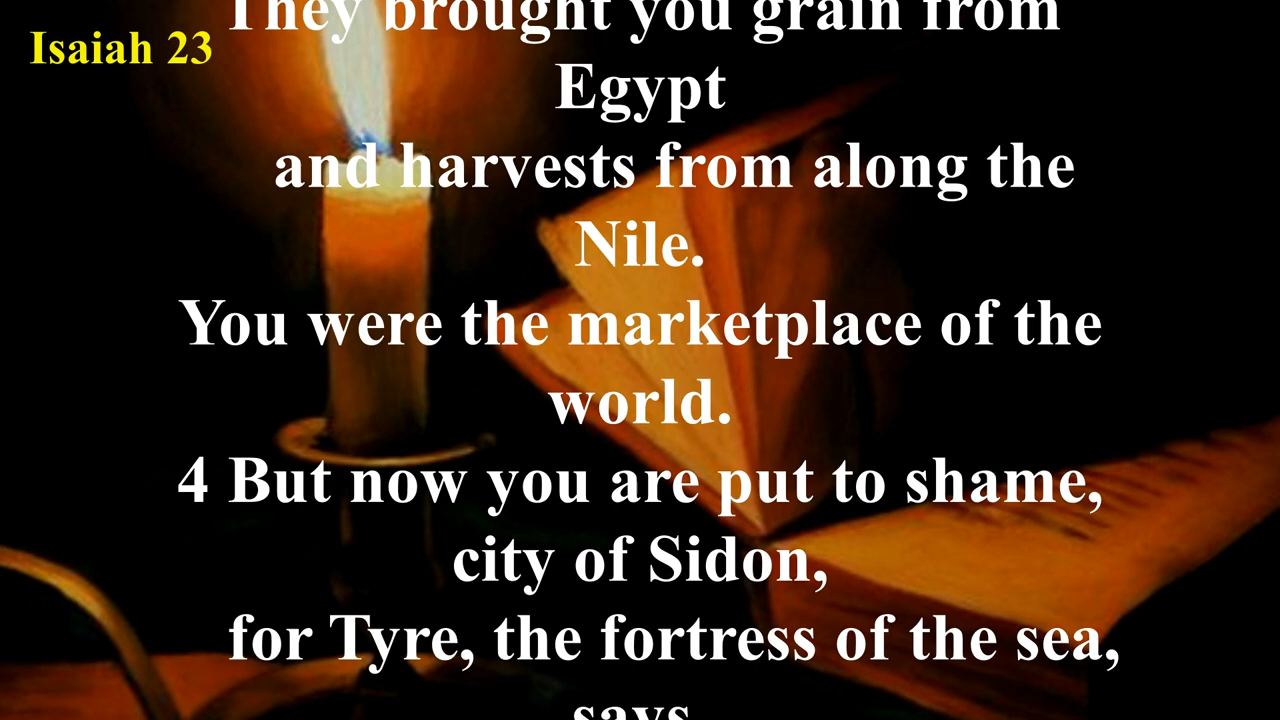 Isaiah 23
They brought you grain from
Egypt
and harvests from along the
Nile.
You were the marketplace of the
world.
4 But now you are put to shame,
city of Sidon,
for Tyre, the fortress of the sea,
says